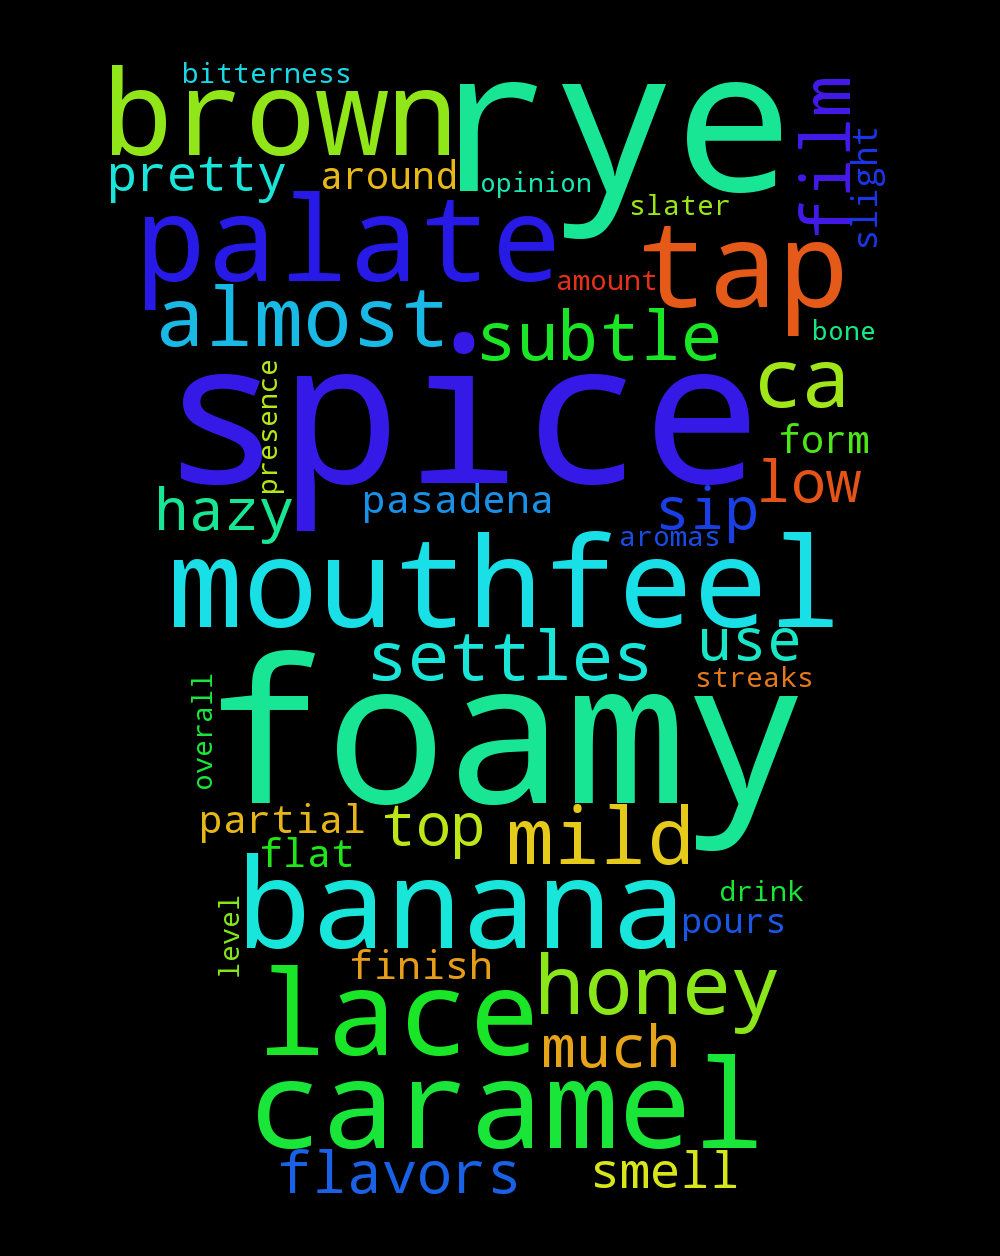 bitterness
brown
rye
film
pretty
around
opinion
slight
slater
palate
tap
amount
almost
subtle
bone
spice
presence
ca
form
low
hazy
pasadena
sip
aromas
mouthfeel
settles
use
streaks
overall
foamy
partial
top
mild
flat
banana
drink
pours
level
finish
honey
lace
much
caramel
flavors
smell